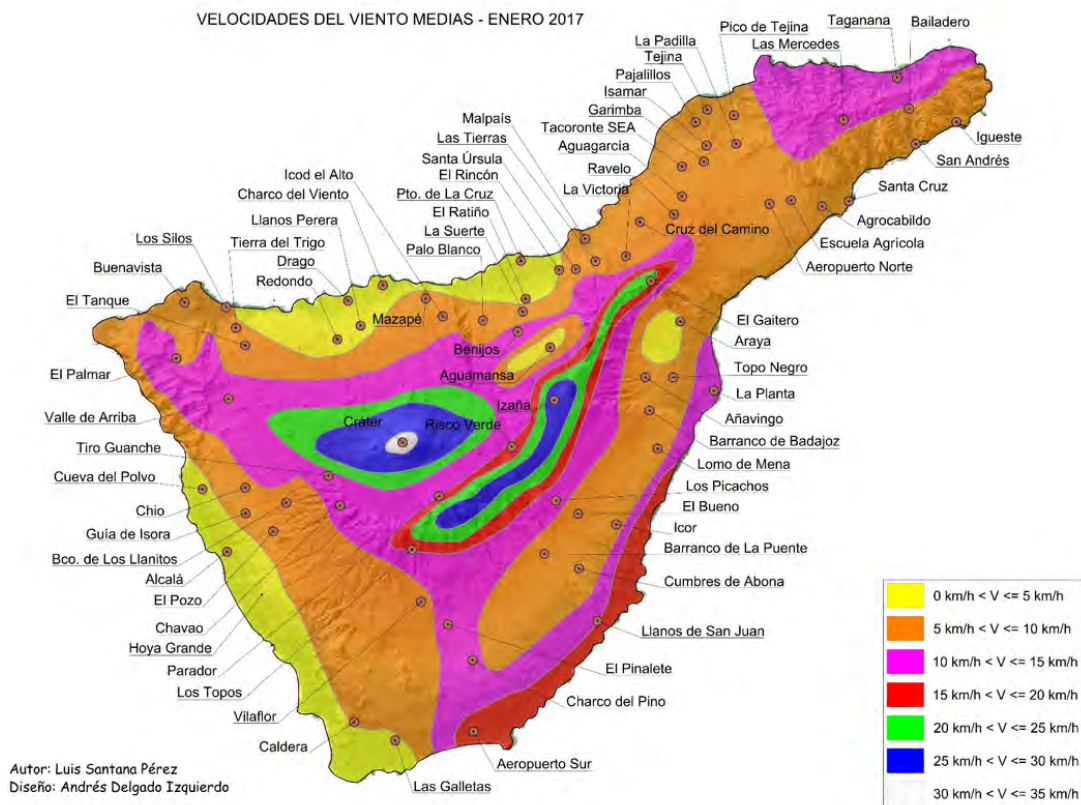 VELOCIDADES DEL VIENTO MEDIAS - ENERO 2017
Taganana
Bailadero
Pico de Tejina
Las Mercedes
La Padilla
Tejina
Pajalillos
Isamar
Garimba
Tacoronte SEA
Aguagarcia
Ravelo
La Victoria
Malpaís
Las Tierras
Santa Úrsula
El Rincón
Pto. de La Cruz
El Ratiño
La Suerte
Palo Blanco
Icod el Alto
Charco del Viento
Llanos Perera
Tierra del Trigo
Drago
Redondo
Los Silos
Buenavista
El Tanque
El Palmar
Valle de Arriba
Tiro Guanche
Cueva del Polvo
Chio
Guía de Isora
Bco. de Los Llanitos
Alcalá
El Pozo
Chavao
Hoya Grande
Parador
Los Topos
Vilaflor
Caldera
Mazapé
Benijos
Aguamansa
Izaña
Cráter
Risco Verde
Igueste
San Andrés
Santa Cruz
Agrocabildo
Escuela Agricola
Aeropuerto Norte
Cruz del Camino
El Gaitero
Araya
Topo Negro
La Planta
Añavingo
Barranco de Badajoz
Lomo de Mena
Los Picachos
El Bueno
Icor
Barranco de La Puente
Cumbres de Abona
Llanos de San Juan
El Pinalete
Charco del Pino
Aeropuerto Sur
Las Galletas
0 km/h < V <= 5 km/h
5 km/h < V <= 10 km/h
10 km/h < V <= 15 km/h
15 km/h < V <= 20 km/h
20 km/h < V <= 25 km/h
25 km/h < V <= 30 km/h
30 km/h < V <= 35 km/h
Autor: Luis Santana Pérez
Diseño: Andrés Delgado Izquierdo